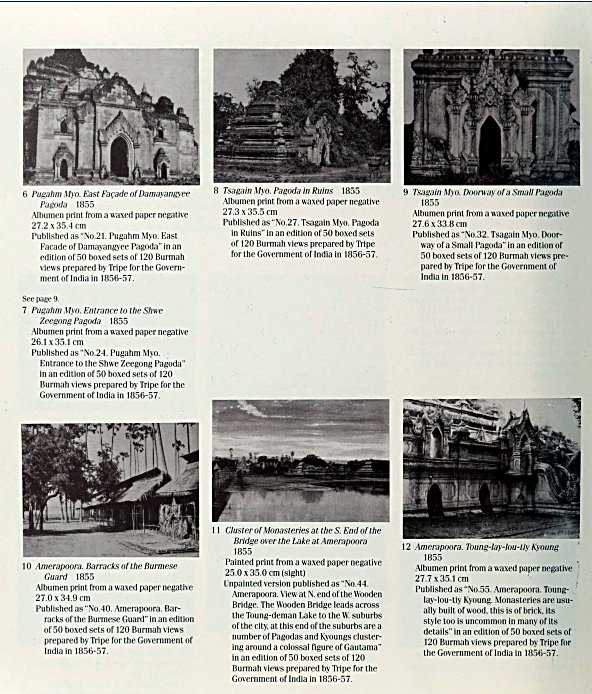 6 Pugahm Myo. East Façade of Damayangyee
Pagoda 1855
Albumen print from a waxed paper negative
27.2 x 35.4 cm
Published as "No.21. Pugahm Myo. East
Facade of Damayangyee Pagoda" in an
edition of 50 boxed sets of 120 Burmah
views prepared by Tripe for the Govern-
ment of India in 1856-57.
See page 9.
7 Pugahm Myo. Entrance to the Shwe
Zeegong Pagoda 1855
Albumen print from a waxed paper negative
26.1 x 35.1 cm
Published as "No.24. Pugahm Myo.
Entrance to the Shwe Zeegong Pagoda"
in an edition of 50 boxed sets of 120
Burmah views prepared by Tripe for the
Government of India in 1856-57.
8 Tsagain Myo. Pagoda in Ruins 1855
Albumen print from a waxed paper negative
27.3 x 35.5 cm
Published as "No.27. Tsagain Myo. Pagoda
in Ruins" in an edition of 50 boxed sets
of 120 Burmah views prepared by Tripe
for the Government of India in 1856-57.
9 Tsagain Myo. Doorway of a Small Pagoda
1855
Albumen print from a waxed paper negative
27.6 x 33.8 cm
Published as "No.32. Tsagain Myo. Door-
way of a Small Pagoda" in an edition of
50 boxed sets of 120 Burmah views pre-
pared by Tripe for the Government of
India in 1856-57.
10 Amerapoora. Barracks of the Burmese
Guard 1855
Albumen print from a waxed paper negative
27.0 x 34.9 cm
Published as "No.40. Amerapoora. Bar-
racks of the Burmese Guard" in an edition
of 50 boxed sets of 120 Burmah views
prepared by Tripe for the Government of
India in 1856-57.
11 Cluster of Monasteries at the S. End of the
Bridge over the Lake at Amerapoora
1855
Painted print from a waxed paper negative
25.0 x 35.0 cm (sight)
Unpainted version published as "No.44.
Amerapoora. View at N. end of the Wooden
Bridge. The Wooden Bridge leads across
the Toung-deman Lake to the W. suburbs
of the city, at this end of the suburbs are a
number of Pagodas and Kyoungs cluster-
ing around a colossal figure of Gautama"
in an edition of 50 boxed sets of 120
Burmah views prepared by Tripe for the
Government of India in 1856-57.
12 Amerapoora. Toung-lay-lou-tiy Kyoung
1855
Albumen print from a waxed paper negative
27.7 x 35.1 cm
Published as "No.55. Amerapoora. Toung-
lay-lou-tiy Kyoung. Monasteries are usu-
ally built of wood, this is of brick, its
style too is uncommon in many of its
details" in an edition of 50 boxed sets of
120 Burmah views prepared by Tripe for
the Government of India in 1856-57.